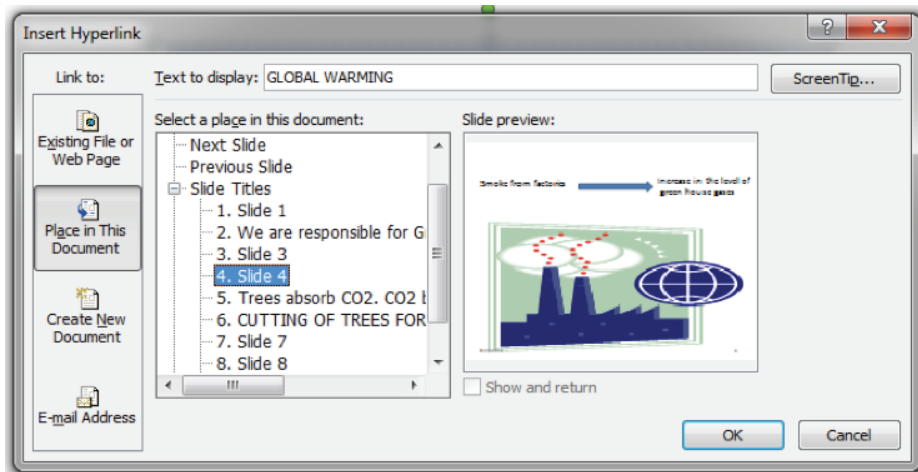 Insert Hyperlink
?
X
Link to:
Text to display: GLOBAL WARMING
ScreenTip...
Existing File or
Web Page
Place in This
Document
Create New
Document
E-mail Address
Select a place in this document:
Next Slide
Previous Slide
Slide Titles
1. Slide 1
2. We are responsible for G
3. Slide 3
4. Slide 4
5. Trees absorb CO2. CO2
6. CUTTING OF TREES FOR
7. Slide 7
8. Slide 8
Slide preview:
Smoke from factories
Increase in the level of
green house gases
Show and return
OK
Cancel